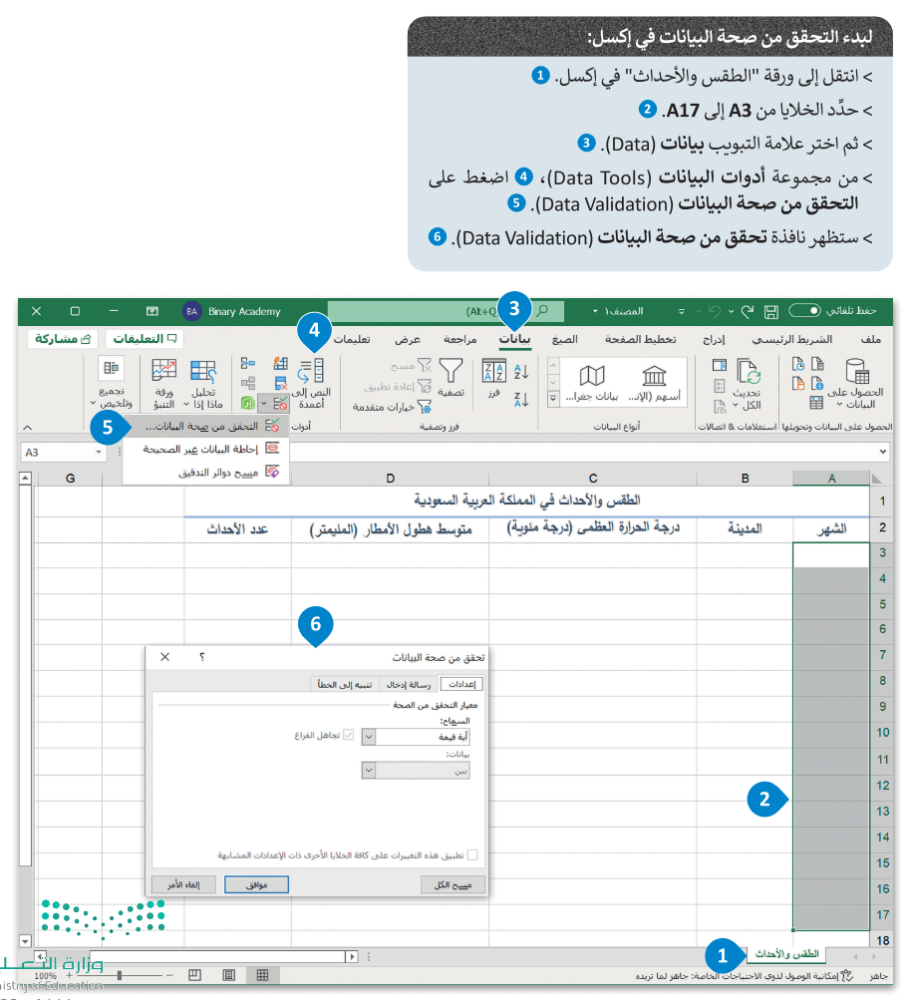 لبدء التحقق من صحة البيانات في إكسل:
< انتقل إلى ورقة "الطقس والأحداث" في إكسل. 1
< حدِّد الخلايا من A3 إلى A17. 2
< ثم اختر علامة التبويب بيانات (Data). 3
< من مجموعة أدوات البيانات (Data Tools)، 4 اضغط على
التحقق من صحة البيانات (Data Validation). 5
< ستظهر نافذة تحقق من صحة البيانات (Data Validation). 6
حفظ تلقائي المصنف١ (Alt+Q 3 Binary Academy BA
ملف الشريط الرئيسي إدراج تخطيط الصفحة الصيغ بيانات مراجعة عرض تعليمات 4 التعليقات مشاركة
الحصول على البيانات
تحديث الكل
أسهم (الإن... بيانات جغرا...
فرز تصفية
مسح
إعادة تطبيق
خيارات متقدمة
النص إلى أعمدة
تحليل ماذا إذا
ورقة التنبؤ
تجميع وتلخيص
الحصول على البيانات وتحويلها استعلامات & اتصالات أنواع البيانات فرز وتصفية أدوات
5 التحقق من صحة البيانات...
إحاطة البيانات غير الصحيحة
مسح دوائر التدقيق
A3
A B C D G
1 الطقس والأحداث في المملكة العربية السعودية
2 الشهر المدينة درجة الحرارة العظمى (درجة مئوية) متوسط هطول الأمطار (المليمتر) عدد الأحداث
3
4
5
6
7
8
9
10
11
12
13
14
15
16
17
18
2
6
تحقق من صحة البيانات ؟
إعدادات رسالة إدخال تنبيه إلى الخطأ
معيار التحقق من الصحة
السماح:
أية قيمة تجاهل الفراغ
بيانات:
بين
تطبيق هذه التغييرات على كافة الخلايا الأخرى ذات الإعدادات المشابهة
مسح الكل موافق إلغاء الأمر
الطقس والأحداث 1
جاهز إمكانية الوصول لذوي الاحتياجات الخاصة: جاهز لما تريده 100%